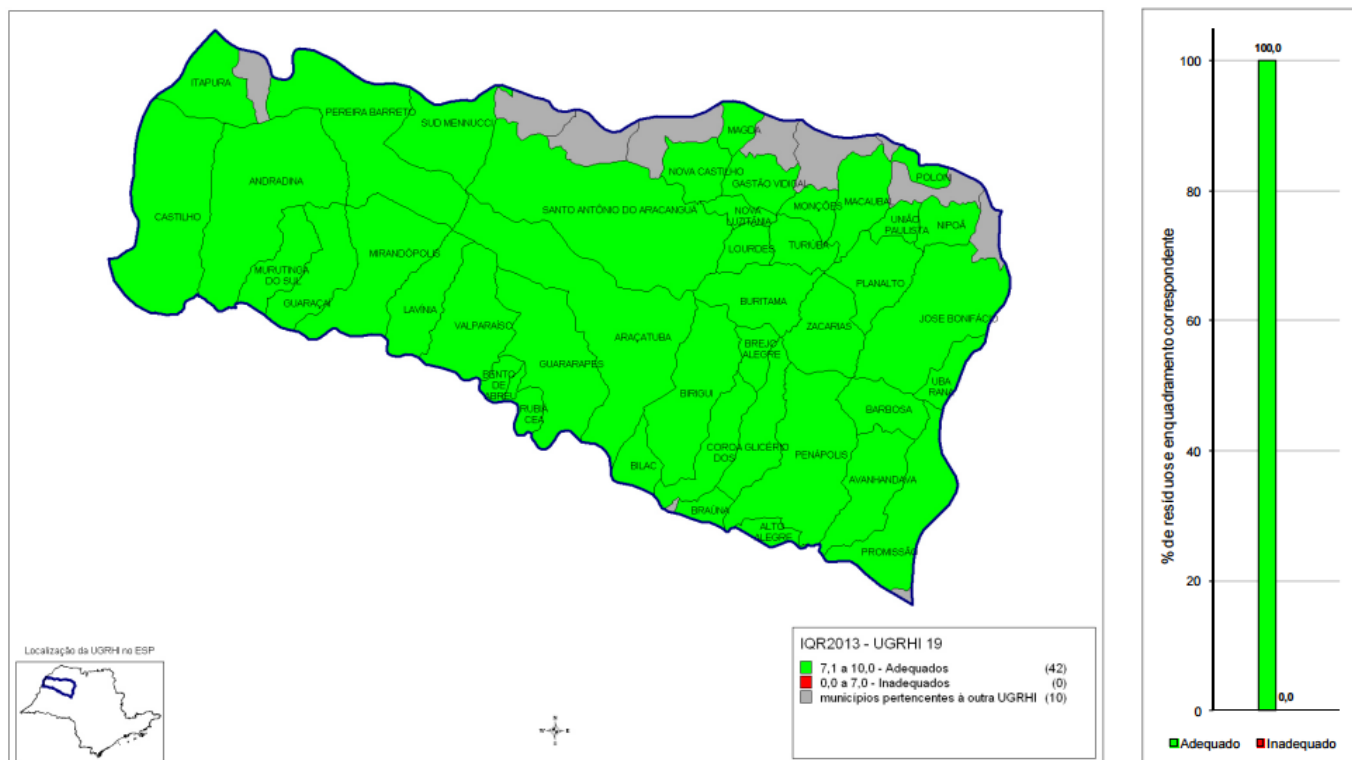 ITAPURA
PEREIRA BARRETO
SUD MENNUCCI
MAGDA
NOVA CASTILHO
GASTÃO VIDIGAL
POLONI
ANDRADINA
CASTILHO
SANTO ANTÔNIO DO ARACANGUA
NOVA
LUZITÂNIA
MONÇÕES
MACAUBAL
UNIÃO
PAULISTA
NIPOÃ
LOURDES
TURIÚBA
MIRANDÓPOLIS
MURUTINGA
DO SUL
GUARAÇAÍ
LAVÍNIA
VALPARAÍSO
PLANALTO
BURITAMA
ZACARIAS
JOSE BONIFÁCIO
ARAÇATUBA
BREJO
ALEGRE
GUARARAPES
BENTO
DE
ABREU
RUBIÁ
CEA
BIRIGUI
UBA
RANA
BARBOSA
COROA
DOS
GLICÉRIO
PENÁPOLIS
BILAC
AVANHANDAVA
BRAÚNA
ALTO
ALEGRE
PROMISSÃO
Localização da UGRHI no ESP
N
W
E
S
IQR2013 - UGRHI 19
7,1 a 10,0 - Adequados (42)
0,0 a 7,0 - Inadequados (0)
municípios pertencentes à outra UGRHI (10)
% de resíduos e enquadramento correspondente
100,0
100
80
60
40
20
0
0,0
Adequado Inadequado